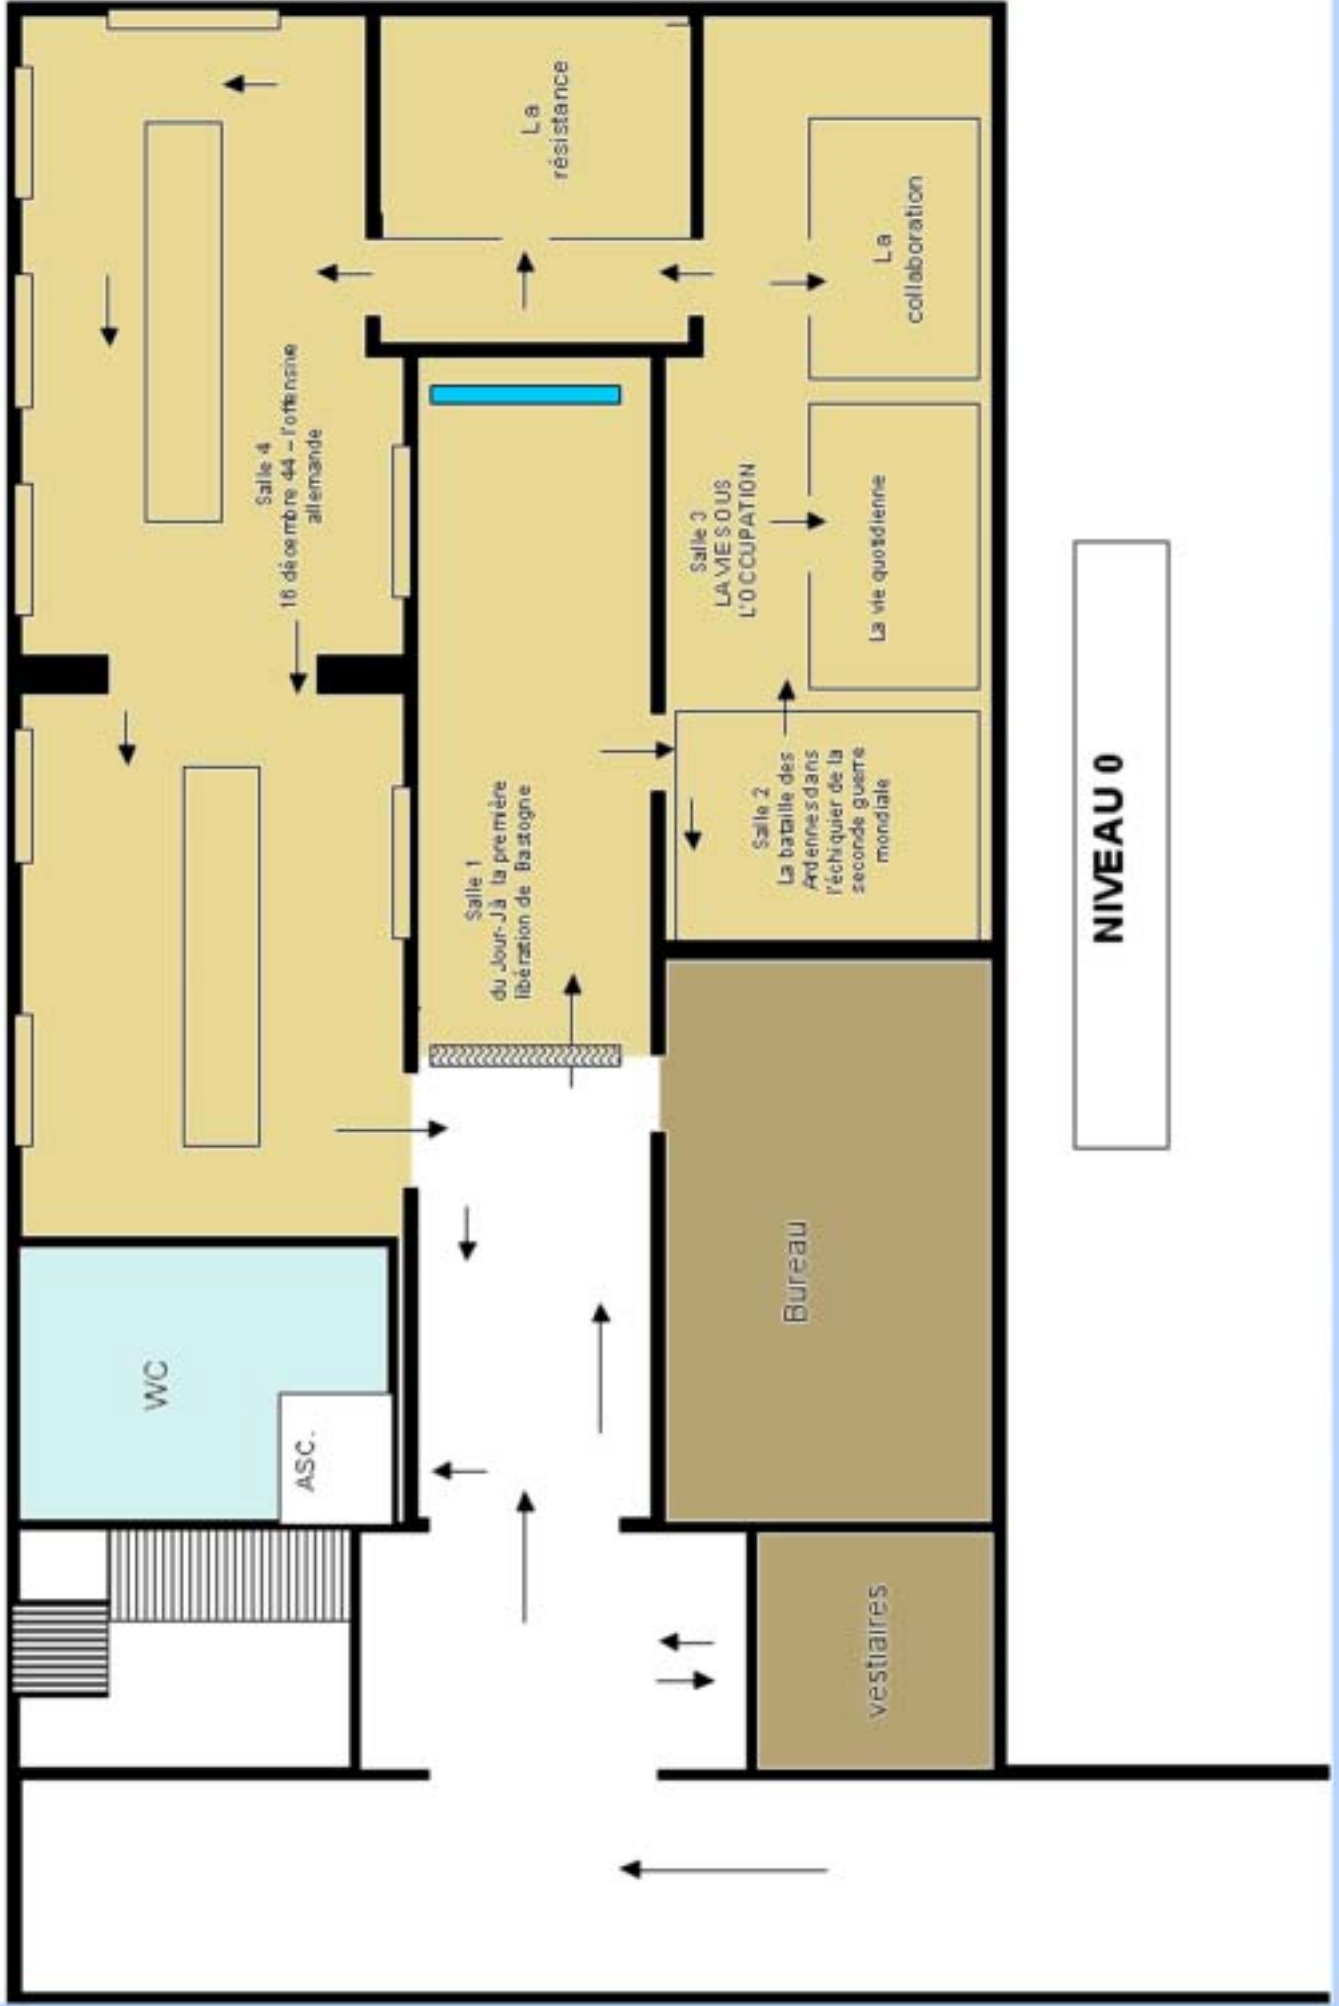 La
résistance
La
collaboration
Salle 4
16 décembre 44 – l'offensive
allemande
Salle 3
LA VIE SOUS
L'OCCUPATION
La vie quotidienne
Salle 1
du Jour-Jà la première
libération de Bastogne
Salle 2
La bataille des
Ardennes dans
l'échiquier de la
seconde guerre
mondiale
NIVEAU 0
Bureau
WC
ASC.
vestiaires